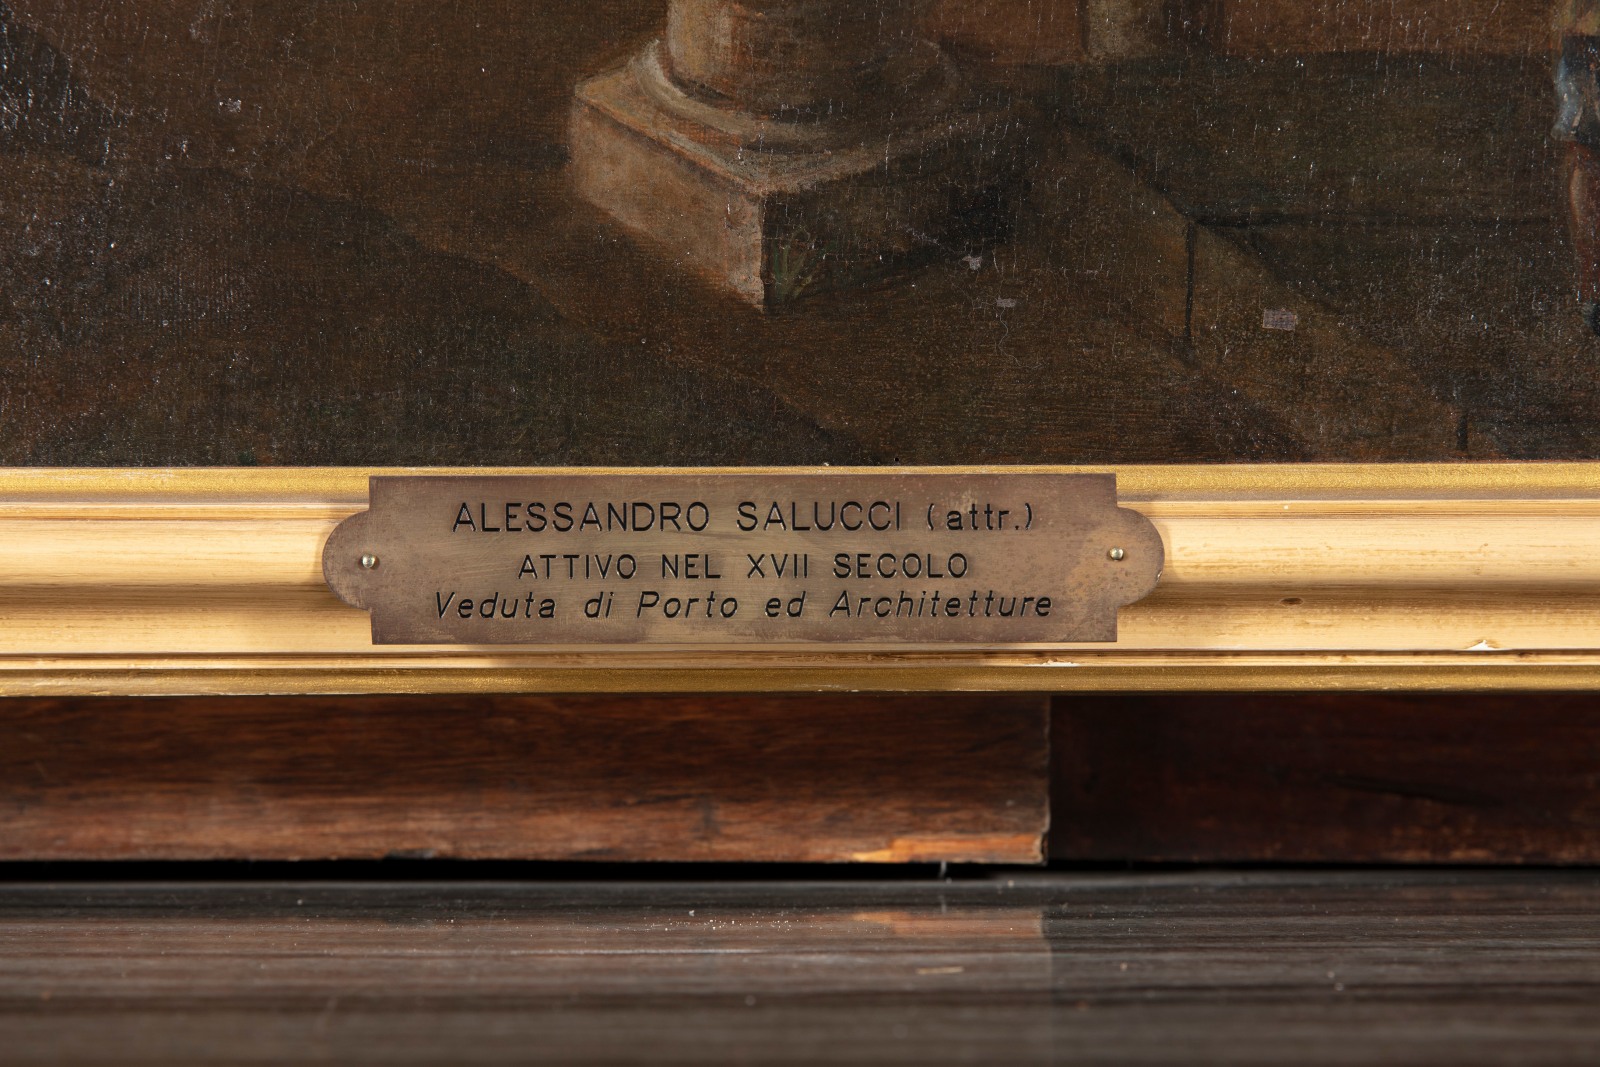 ALESSANDRO SALUCCI (attr.)
ATTIVO NEL XVII SECOLO
Veduta di Porto ed Architetture